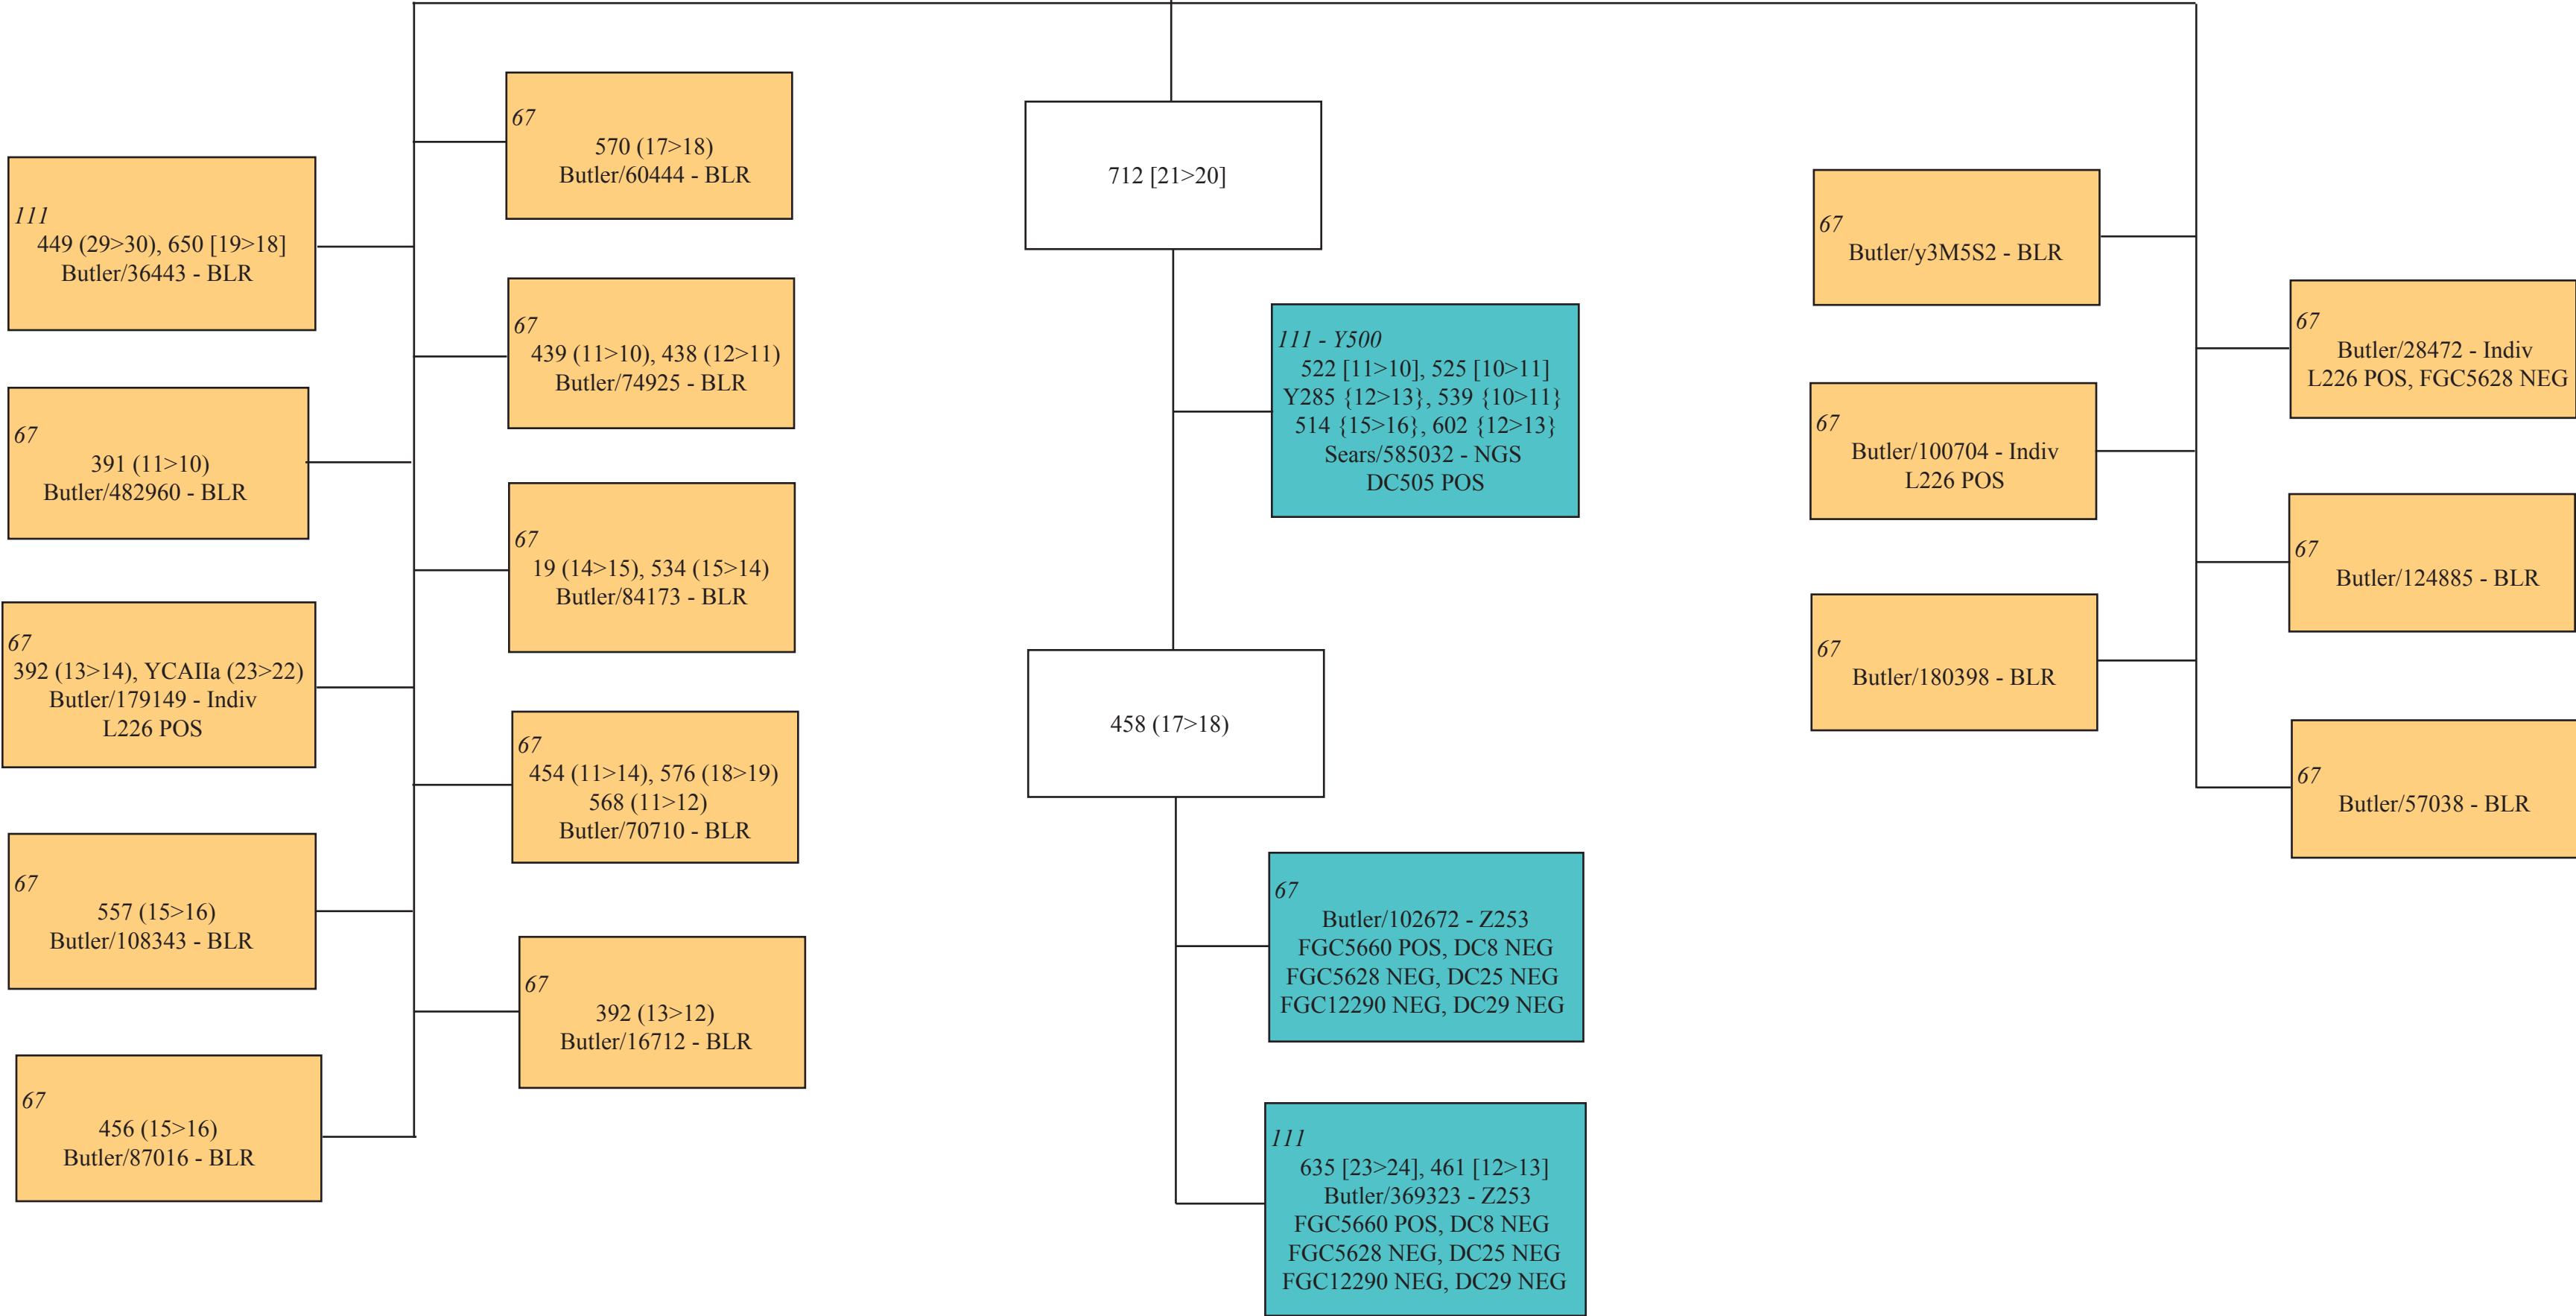 67
570 (17>18)
Butler/60444 - BLR
111
449 (29>30), 650 [19>18]
Butler/36443 - BLR
67
439 (11>10), 438 (12>11)
Butler/74925 - BLR
67
391 (11>10)
Butler/482960 - BLR
67
19 (14>15), 534 (15>14)
Butler/84173 - BLR
67
392 (13>14), YCAIIa (23>22)
Butler/179149 - Indiv
L226 POS
67
454 (11>14), 576 (18>19)
568 (11>12)
Butler/70710 - BLR
67
557 (15>16)
Butler/108343 - BLR
67
392 (13>12)
Butler/16712 - BLR
67
456 (15>16)
Butler/87016 - BLR
712 [21>20]
111 - Y500
522 [11>10], 525 [10>11]
Y285 {12>13}, 539 {10>11}
514 {15>16}, 602 {12>13}
Sears/585032 - NGS
DC505 POS
458 (17>18)
67
Butler/102672 - Z253
FGC5660 POS, DC8 NEG
FGC5628 NEG, DC25 NEG
FGC12290 NEG, DC29 NEG
111
635 [23>24], 461 [12>13]
Butler/369323 - Z253
FGC5660 POS, DC8 NEG
FGC5628 NEG, DC25 NEG
FGC12290 NEG, DC29 NEG
67
Butler/y3M5S2 - BLR
67
Butler/28472 - Indiv
L226 POS, FGC5628 NEG
67
Butler/100704 - Indiv
L226 POS
67
Butler/124885 - BLR
67
Butler/180398 - BLR
67
Butler/57038 - BLR